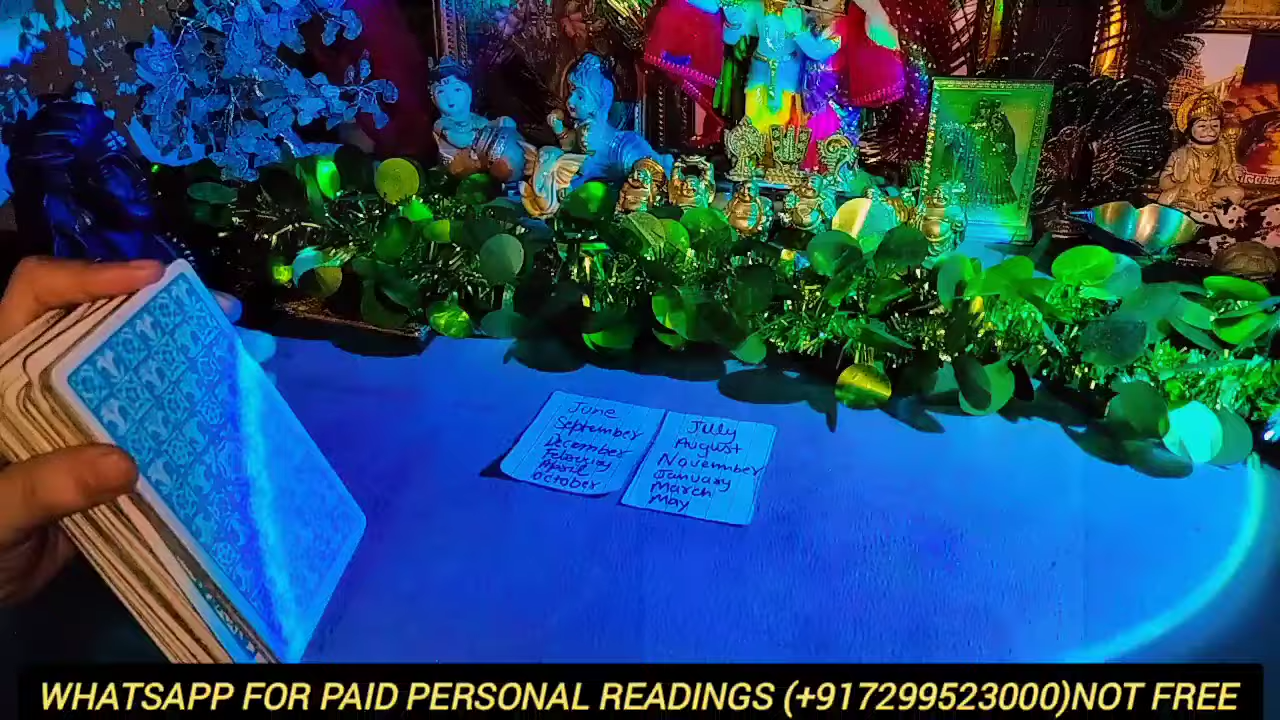 June
September
December
February
April
October
July
August
November
January
March
May
WHATSAPP FOR PAID PERSONAL READINGS (+917299523000)NOT FREE